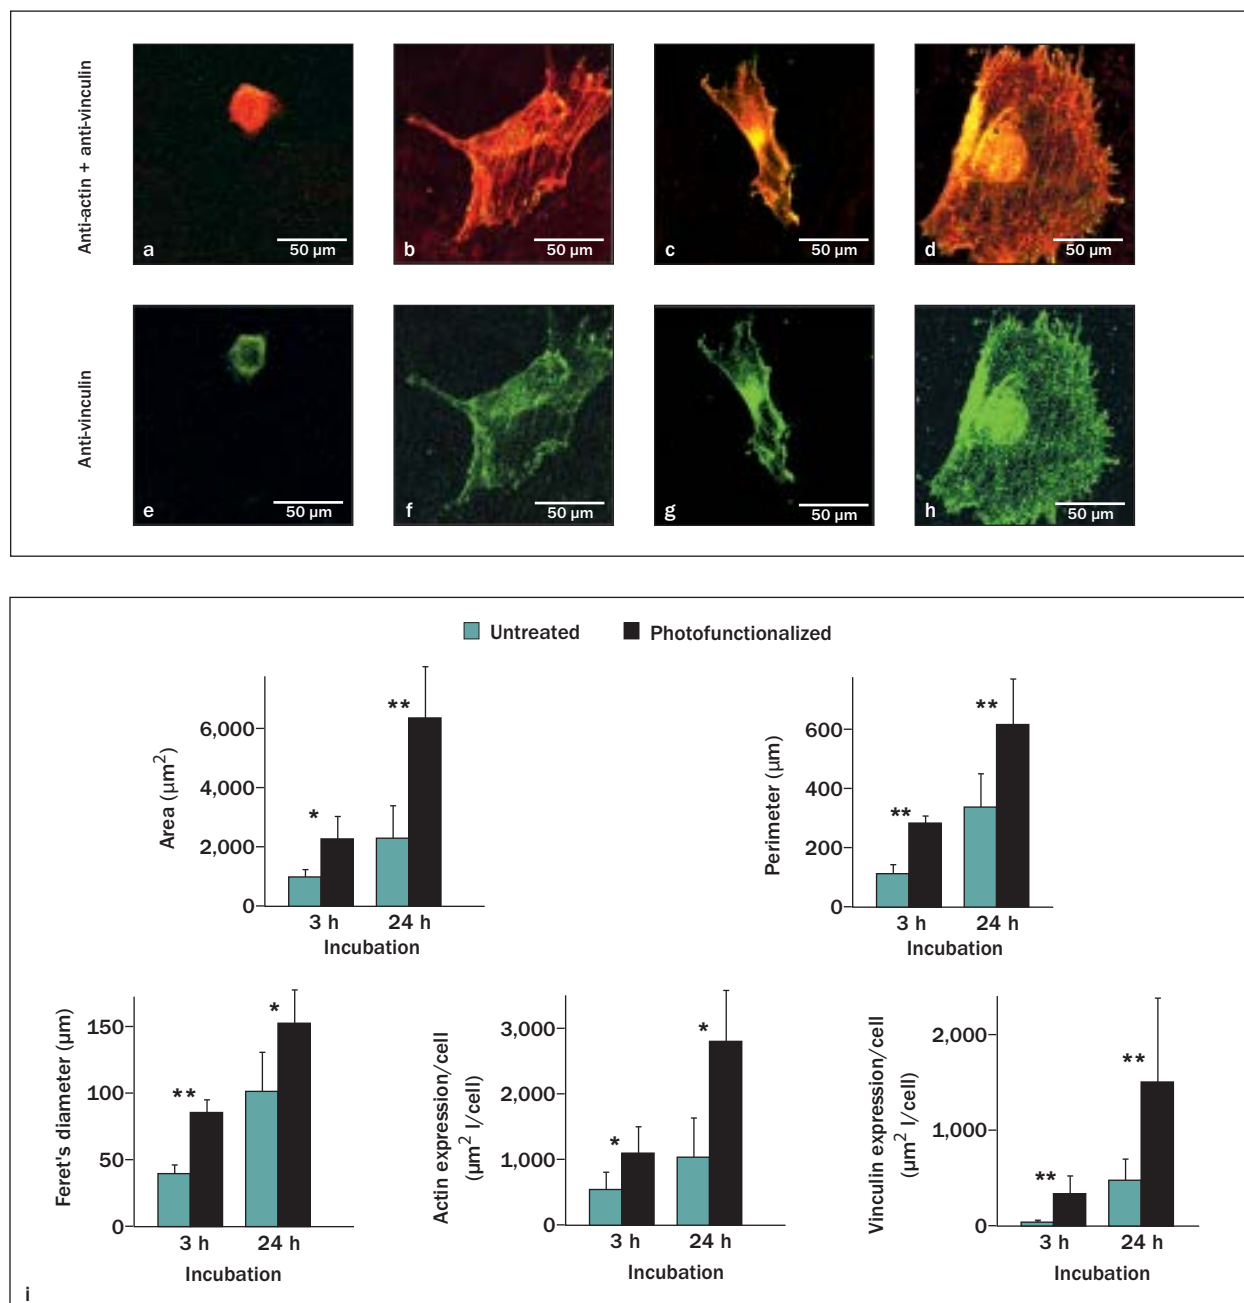 Anti-actin + anti-vinculin
a
50 µm
b
50 µm
c
50 µm
d
50 µm
Anti-vinculin
e
50 µm
f
50 µm
g
50 µm
h
50 µm
Untreated
Photofunctionalized
Area (µm²)
6,000
4,000
2,000
0
*
**
3 h
24 h
Incubation
Perimeter (µm)
600
400
200
0
**
**
3 h
24 h
Incubation
Feret's diameter (µm)
150
100
50
0
**
*
3 h
24 h
Incubation
Actin expression/cell
(µm² I/cell)
3,000
2,000
1,000
0
*
*
3 h
24 h
Incubation
Vinculin expression/cell
(µm² I/cell)
2,000
1,000
0
**
**
3 h
24 h
Incubation
i